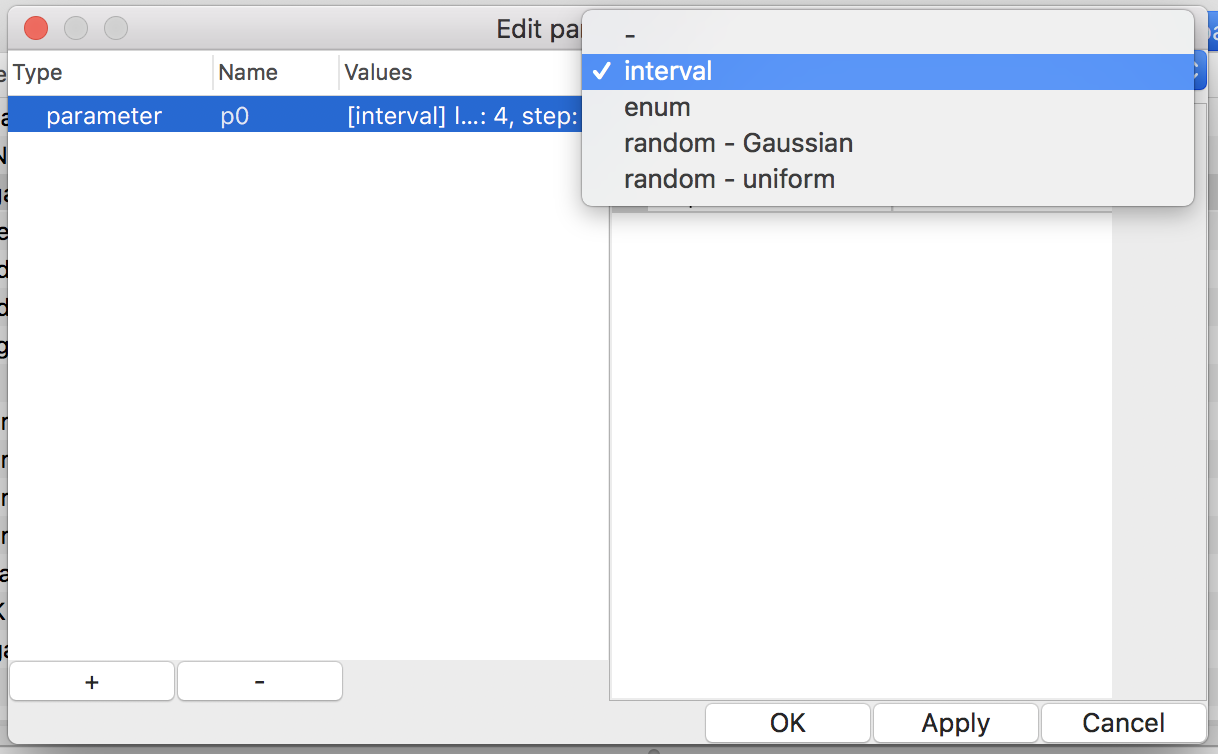 Edit pa
Type Name Values
parameter p0 [interval] l...: 4, step:
-
✓ interval
enum
random - Gaussian
random - uniform
+ -
OK Apply Cancel